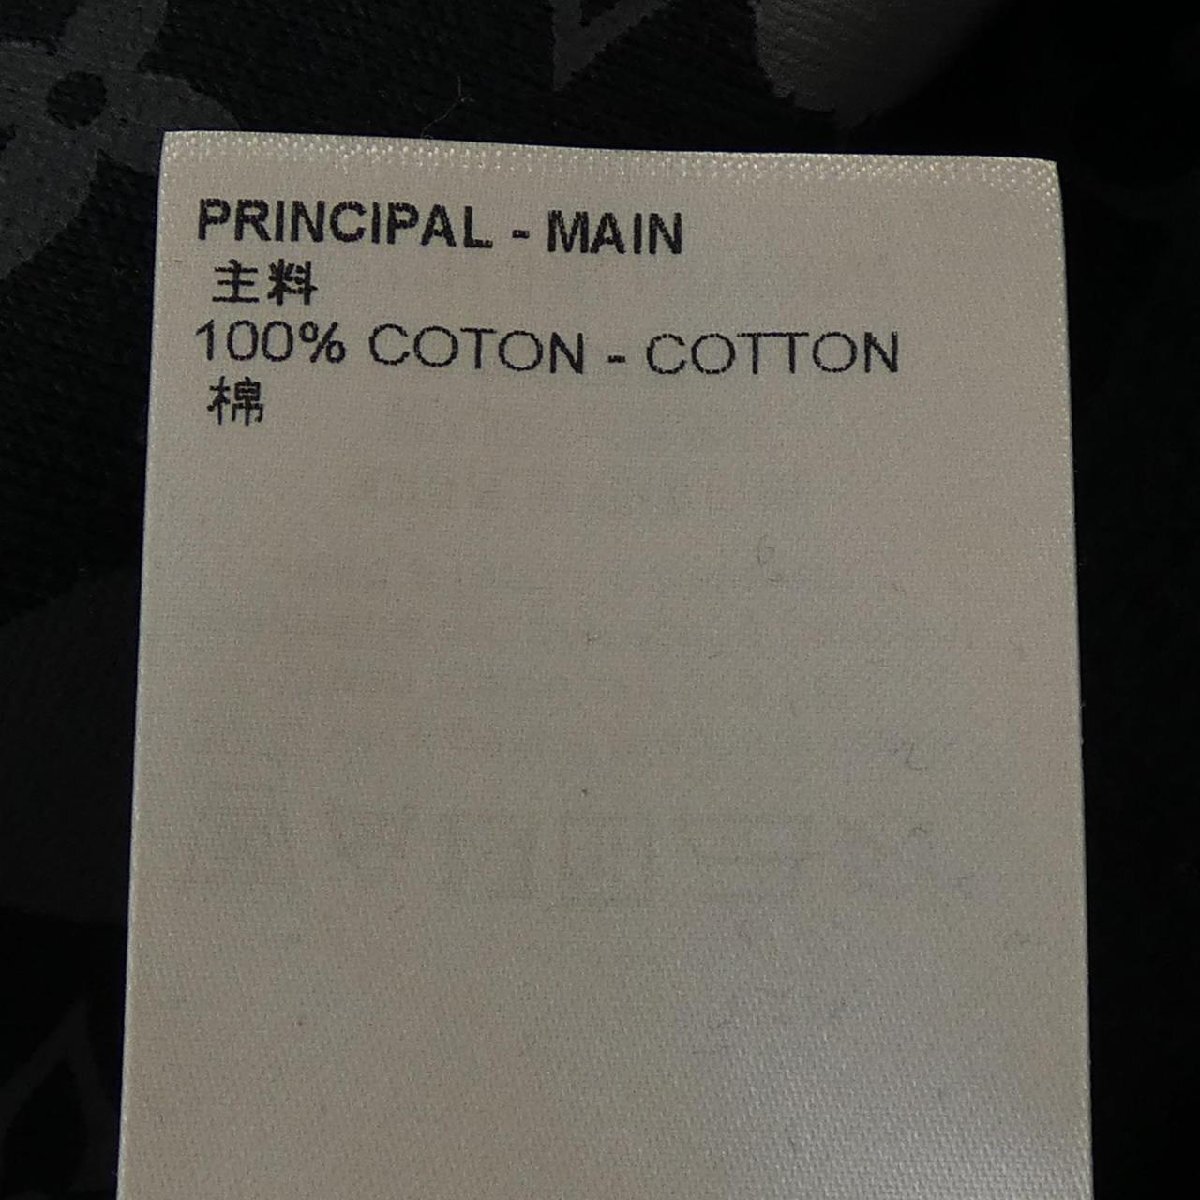 PRINCIPAL - MAIN
主料
100% COTON - COTTON
棉